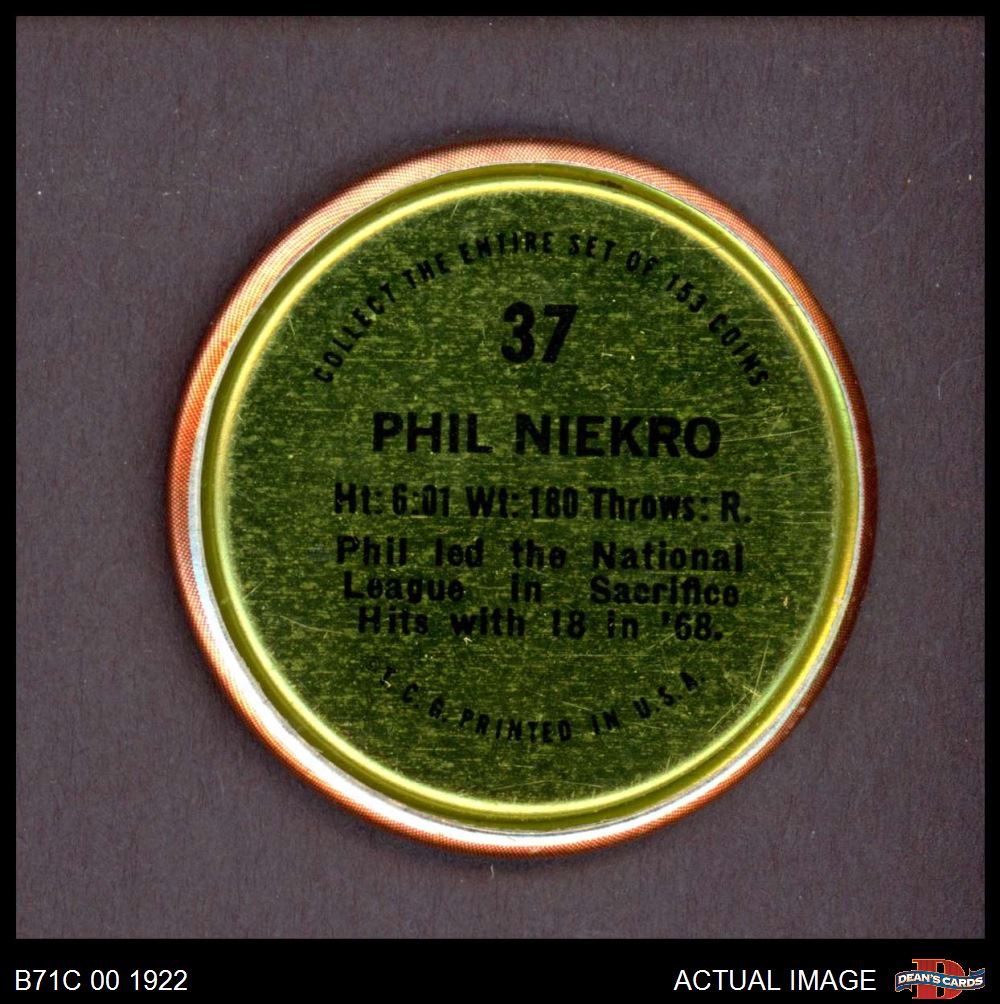 COLLECT THE ENTIRE SET OF 153 COINS
37
PHIL NIEKRO
Ht: 6:01 Wt: 180 Throws: R.
Phil led the National
League in Sacrifice
Hits with 18 in '68.
©T.C.G. PRINTED IN U.S.A.
B71C 00 1922
ACTUAL IMAGE
DEAN'S CARDS